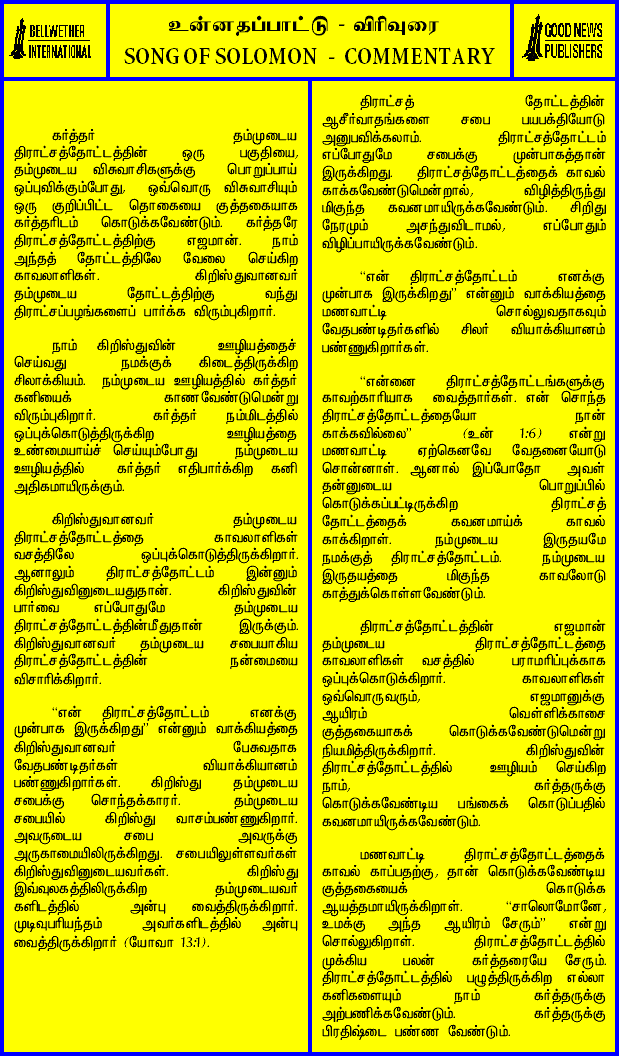 BELLWETHER
INTERNATIONAL
உன்னதப்பாட்டு - விரிவுரை
SONG OF SOLOMON - COMMENTARY
GOOD NEWS
PUBLISHERS
கர்த்தர் தம்முடைய
திராட்சத்தோட்டத்தின் ஒரு பகுதியை,
தம்முடைய விசுவாசிகளுக்கு பொறுப்பாய்
ஒப்புவிக்கும்போது, ஒவ்வொரு விசுவாசியும்
ஒரு குறிப்பிட்ட தொகையை குத்தகையாக
கர்த்தரிடம் கொடுக்கவேண்டும். கர்த்தரே
திராட்சத்தோட்டத்திற்கு எஜமான். நாம்
அந்தத் தோட்டத்திலே வேலை செய்கிற
காவலாளிகள். கிறிஸ்துவானவர்
தம்முடைய தோட்டத்திற்கு வந்து
திராட்சப்பழங்களைப் பார்க்க விரும்புகிறார்.
நாம் கிறிஸ்துவின் ஊழியத்தைச்
செய்வது நமக்குக் கிடைத்திருக்கிற
சிலாக்கியம். நம்முடைய ஊழியத்தில் கர்த்தர்
கனியைக் காணவேண்டுமென்று
விரும்புகிறார். கர்த்தர் நம்மிடத்தில்
ஒப்புக்கொடுத்திருக்கிற ஊழியத்தை
உண்மையாய்ச் செய்யும்போது நம்முடைய
ஊழியத்தில் கர்த்தர் எதிபார்க்கிற கனி
அதிகமாயிருக்கும்.
கிறிஸ்துவானவர் தம்முடைய
திராட்சத்தோட்டத்தை காவலாளிகள்
வசத்திலே ஒப்புக்கொடுத்திருக்கிறார்.
ஆனாலும் திராட்சத்தோட்டம் இன்னும்
கிறிஸ்துவினுடையதுதான். கிறிஸ்துவின்
பார்வை எப்போதுமே தம்முடைய
திராட்சத்தோட்டத்தின்மீதுதான் இருக்கும்.
கிறிஸ்துவானவர் தம்முடைய சபையாகிய
திராட்சத்தோட்டத்தின் நன்மையை
விசாரிக்கிறார்.
“என் திராட்சத்தோட்டம் எனக்கு
முன்பாக இருக்கிறது” என்னும் வாக்கியத்தை
கிறிஸ்துவானவர் பேசுவதாக
வேதபண்டிதர்கள் வியாக்கியானம்
பண்ணுகிறார்கள். கிறிஸ்து தம்முடைய
சபைக்கு சொந்தக்காரர். தம்முடைய
சபையில் கிறிஸ்து வாசம்பண்ணுகிறார்.
அவருடைய சபை அவருக்கு
அருகாமையிலிருக்கிறது. சபையிலுள்ளவர்கள்
கிறிஸ்துவினுடையவர்கள். கிறிஸ்து
இவ்வுலகத்திலிருக்கிற தம்முடையவர்
களிடத்தில் அன்பு வைத்திருக்கிறார்.
முடிவுபரியந்தம் அவர்களிடத்தில் அன்பு
வைத்திருக்கிறார் (யோவா 13:1).
திராட்சத் தோட்டத்தின்
ஆசீர்வாதங்களை சபை பயபக்தியோடு
அனுபவிக்கலாம். திராட்சத்தோட்டம்
எப்போதுமே சபைக்கு முன்பாகத்தான்
இருக்கிறது. திராட்சத்தோட்டத்தைக் காவல்
காக்கவேண்டுமென்றால், விழித்திருந்து
மிகுந்த கவனமாயிருக்கவேண்டும். சிறிது
நேரமும் அசந்துவிடாமல், எப்போதும்
விழிப்பாயிருக்கவேண்டும்.
“என் திராட்சத்தோட்டம் எனக்கு
முன்பாக இருக்கிறது” என்னும் வாக்கியத்தை
மணவாட்டி சொல்லுவதாகவும்
வேதபண்டிதர்களில் சிலர் வியாக்கியானம்
பண்ணுகிறார்கள்.
“என்னை திராட்சத்தோட்டங்களுக்கு
காவற்காரியாக வைத்தார்கள். என் சொந்த
திராட்சத்தோட்டத்தையோ நான்
காக்கவில்லை” (உன் 1:6) என்று
மணவாட்டி ஏற்கெனவே வேதனையோடு
சொன்னாள். ஆனால் இப்போதோ அவள்
தன்னுடைய பொறுப்பில்
கொடுக்கப்பட்டிருக்கிற திராட்சத்
தோட்டத்தைக் கவனமாய்க் காவல்
காக்கிறாள். நம்முடைய இருதயமே
நமக்குத் திராட்சத்தோட்டம். நம்முடைய
இருதயத்தை மிகுந்த காவலோடு
காத்துக்கொள்ளவேண்டும்.
திராட்சத்தோட்டத்தின் எஜமான்
தம்முடைய திராட்சத்தோட்டத்தை
காவலாளிகள் வசத்தில் பராமரிப்புக்காக
ஒப்புக்கொடுக்கிறார். காவலாளிகள்
ஒவ்வொருவரும், எஜமானுக்கு
ஆயிரம் வெள்ளிக்காசை
குத்தகையாகக் கொடுக்கவேண்டுமென்று
நியமித்திருக்கிறார். கிறிஸ்துவின்
திராட்சத்தோட்டத்தில் ஊழியம் செய்கிற
நாம், கர்த்தருக்கு
கொடுக்கவேண்டிய பங்கைக் கொடுப்பதில்
கவனமாயிருக்கவேண்டும்.
மணவாட்டி திராட்சத்தோட்டத்தைக்
காவல் காப்பதற்கு, தான் கொடுக்கவேண்டிய
குத்தகையைக் கொடுக்க
ஆயத்தமாயிருக்கிறாள். “சாலொமோனே,
உமக்கு அந்த ஆயிரம் சேரும்” என்று
சொல்லுகிறாள். திராட்சத்தோட்டத்தில்
முக்கிய பலன் கர்த்தரையே சேரும்.
திராட்சத்தோட்டத்தில் பழுத்திருக்கிற எல்லா
கனிகளையும் நாம் கர்த்தருக்கு
அற்பணிக்கவேண்டும். கர்த்தருக்கு
பிரதிஷ்டை பண்ண வேண்டும்.